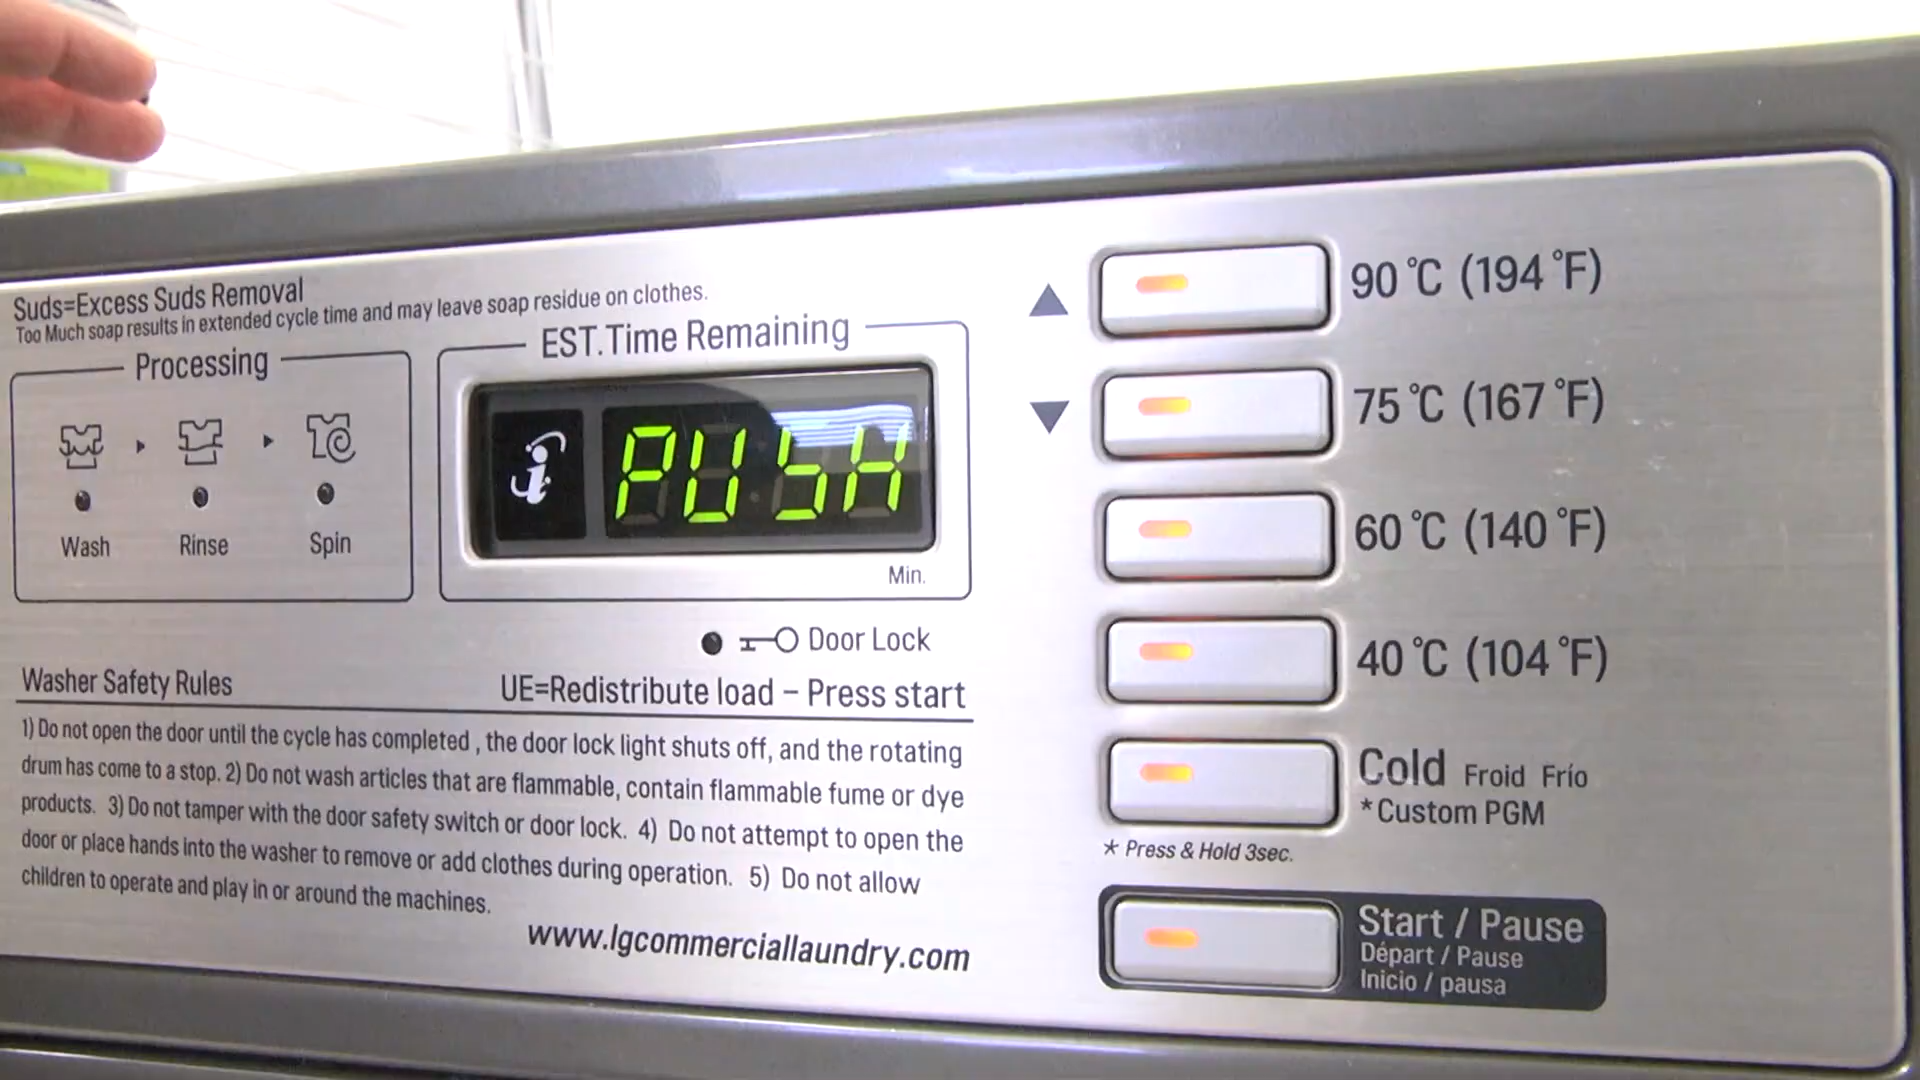 Suds=Excess Suds Removal
Too Much soap results in extended cycle time and may leave soap residue on clothes.
Processing
Wash
Rinse
Spin
EST.Time Remaining
PUSH
Min.
Door Lock
UE=Redistribute load – Press start
Washer Safety Rules
1) Do not open the door until the cycle has completed , the door lock light shuts off, and the rotating
drum has come to a stop. 2) Do not wash articles that are flammable, contain flammable fume or dye
products. 3) Do not tamper with the door safety switch or door lock. 4) Do not attempt to open the
door or place hands into the washer to remove or add clothes during operation. 5) Do not allow
children to operate and play in or around the machines.
www.lgcommerciallaundry.com
90℃ (194℉)
75℃ (167℉)
60℃ (140℉)
40℃ (104℉)
Cold Froid Frío
*Custom PGM
* Press & Hold 3sec.
Start / Pause
Départ / Pause
Inicio / pausa